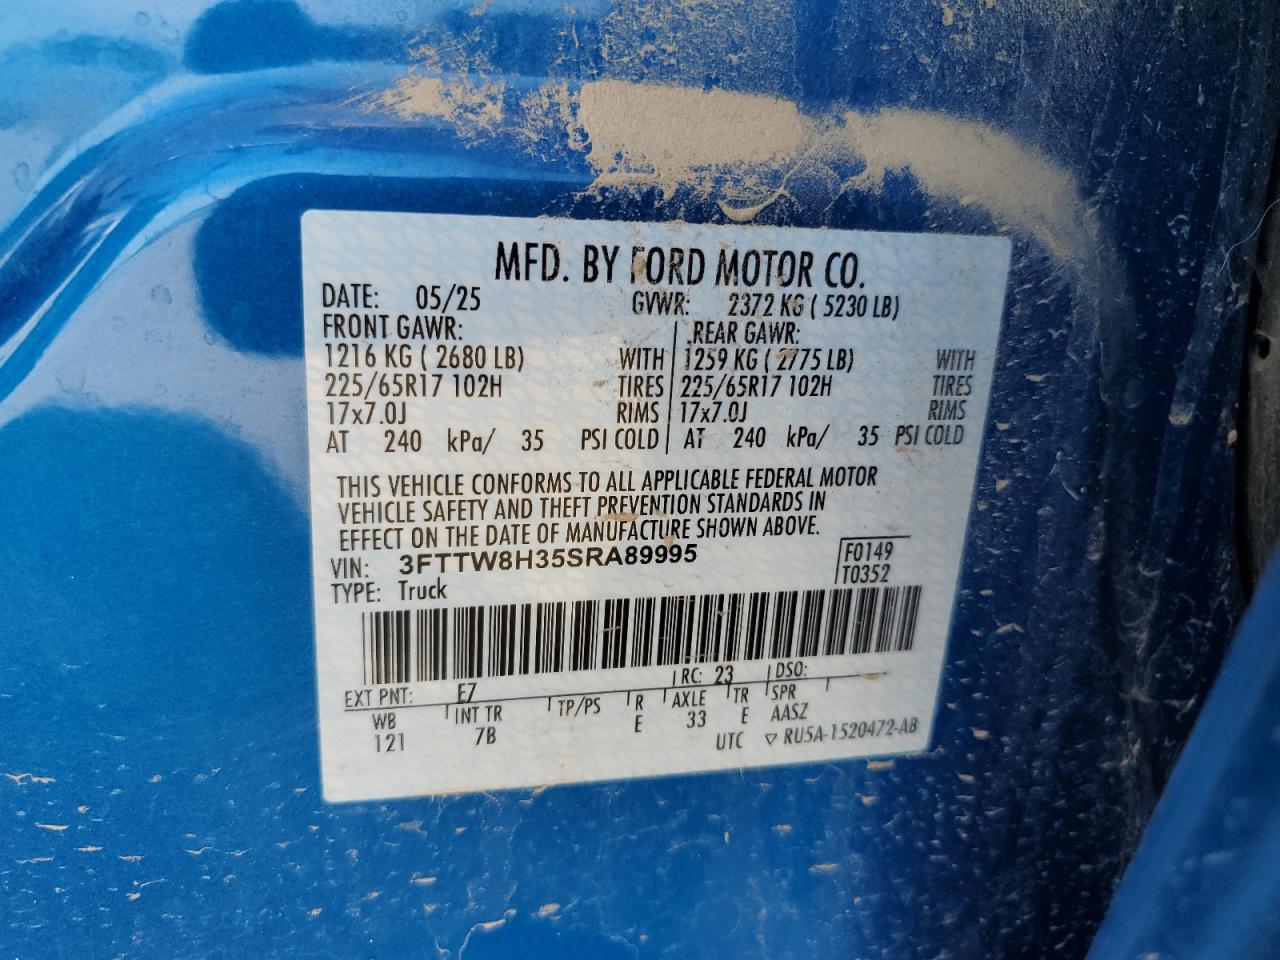 MFD. BY FORD MOTOR CO.
DATE: 05/25 GVWR: 2372 KG ( 5230 LB)
FRONT GAWR: REAR GAWR:
1216 KG ( 2680 LB) WITH 1259 KG ( 2775 LB) WITH
225/65R17 102H TIRES 225/65R17 102H TIRES
17x7.0J RIMS 17x7.0J RIMS
AT 240 kPa/ 35 PSI COLD AT 240 kPa/ 35 PSI COLD
THIS VEHICLE CONFORMS TO ALL APPLICABLE FEDERAL MOTOR
VEHICLE SAFETY AND THEFT PREVENTION STANDARDS IN
EFFECT ON THE DATE OF MANUFACTURE SHOWN ABOVE.
VIN: 3FTTW8H35SRA89995 F0149
TYPE: Truck T0352
EXT PNT: E7 RC: 23 DSO:
WB INT TR TP/PS R AXLE TR SPR
121 7B E 33 E AASZ
UTC ▽ RU5A-1520472-AB